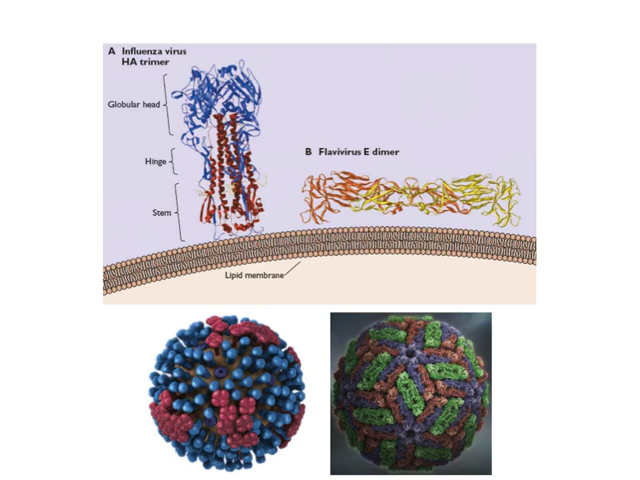 A Influenza virus
HA trimer
Globular head
Hinge
B Flavivirus E dimer
Stem
Lipid membrane